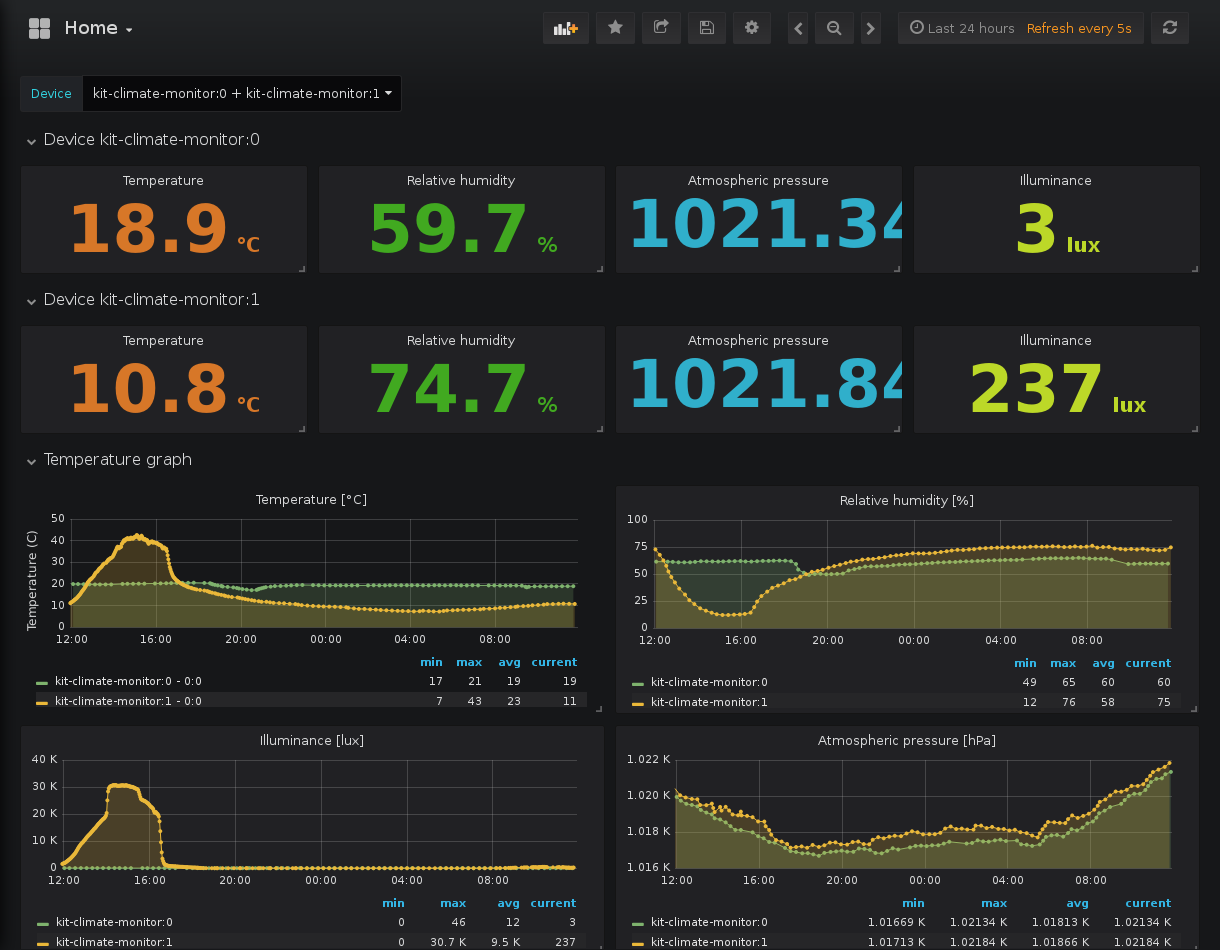 Home
Last 24 hours Refresh every 5s
Device kit-climate-monitor:0 + kit-climate-monitor:1
Device kit-climate-monitor:0
Temperature Relative humidity Atmospheric pressure Illuminance
18.9 °C 59.7 % 1021.34 3 lux
Device kit-climate-monitor:1
Temperature Relative humidity Atmospheric pressure Illuminance
10.8 °C 74.7 % 1021.84 237 lux
Temperature graph
Temperature [°C]
Temperature (C)
50
40
30
20
10
0
12:00 16:00 20:00 00:00 04:00 08:00
min max avg current
kit-climate-monitor:0 - 0:0 17 21 19 19
kit-climate-monitor:1 - 0:0 7 43 23 11
Relative humidity [%]
100
75
50
25
0
12:00 16:00 20:00 00:00 04:00 08:00
min max avg current
kit-climate-monitor:0 49 65 60 60
kit-climate-monitor:1 12 76 58 75
Illuminance [lux]
40 K
30 K
20 K
10 K
0
12:00 16:00 20:00 00:00 04:00 08:00
min max avg current
kit-climate-monitor:0 0 46 12 3
kit-climate-monitor:1 0 30.7 K 9.5 K 237
Atmospheric pressure [hPa]
1.022 K
1.020 K
1.018 K
1.016 K
12:00 16:00 20:00 00:00 04:00 08:00
min max avg current
kit-climate-monitor:0 1.01669 K 1.02134 K 1.01813 K 1.02134 K
kit-climate-monitor:1 1.01713 K 1.02184 K 1.01866 K 1.02184 K